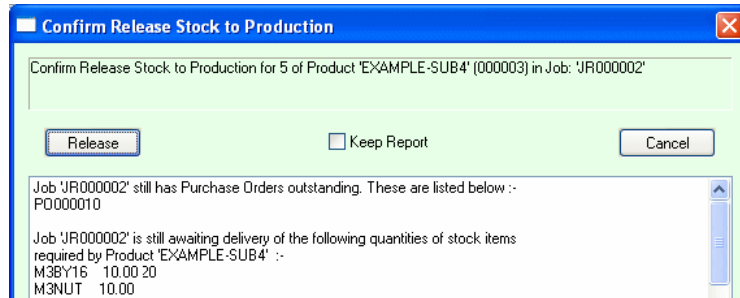 Confirm Release Stock to Production
Confirm Release Stock to Production for 5 of Product 'EXAMPLE-SUB4' (000003) in Job: 'JR000002'
Release
Keep Report
Cancel
Job 'JR000002' still has Purchase Orders outstanding. These are listed below :-
PO000010
Job 'JR000002' is still awaiting delivery of the following quantities of stock items
required by Product 'EXAMPLE-SUB4' :-
M3BY16 10.00 20
M3NUT 10.00